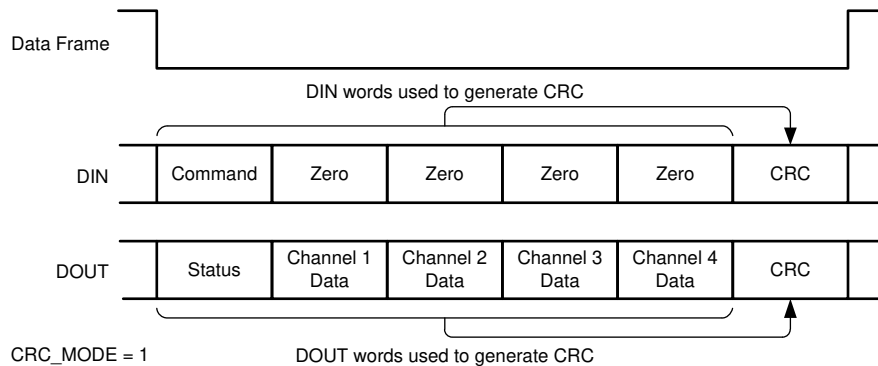 Data Frame
DIN words used to generate CRC
DIN
Command
Zero
Zero
Zero
Zero
CRC
DOUT
Status
Channel 1
Data
Channel 2
Data
Channel 3
Data
Channel 4
Data
CRC
CRC_MODE = 1
DOUT words used to generate CRC